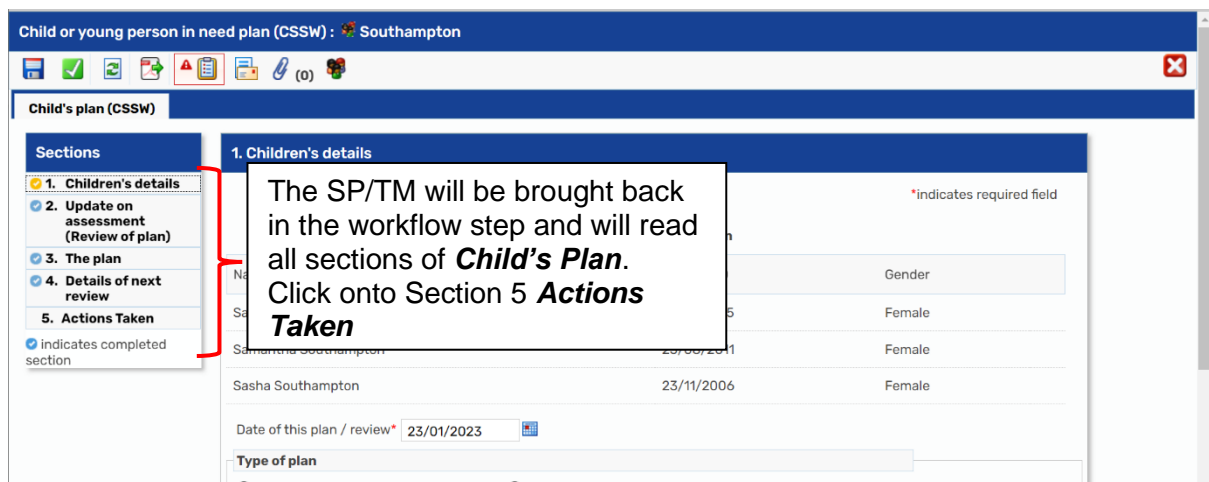 Child or young person in need plan (CSSW) : Southampton
(0)
Child's plan (CSSW)
Sections
1. Children's details
2. Update on
assessment
(Review of plan)
3. The plan
4. Details of next
review
5. Actions Taken
indicates completed
section
1. Children's details
*indicates required field
The SP/TM will be brought back
in the workflow step and will read
all sections of Child's Plan.
Click onto Section 5 Actions
Taken
Gender
Female
Samantha Southampton Female
Sasha Southampton 23/11/2006 Female
Date of this plan / review* 23/01/2023
Type of plan